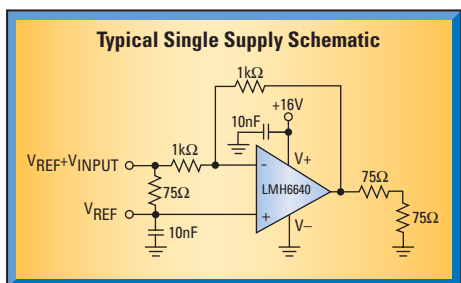 Typical Single Supply Schematic
1kΩ
+16V
10nF
1kΩ
VREF+VINPUT
-
V+
75Ω
LMH6640
75Ω
VREF
+
75Ω
10nF
V–